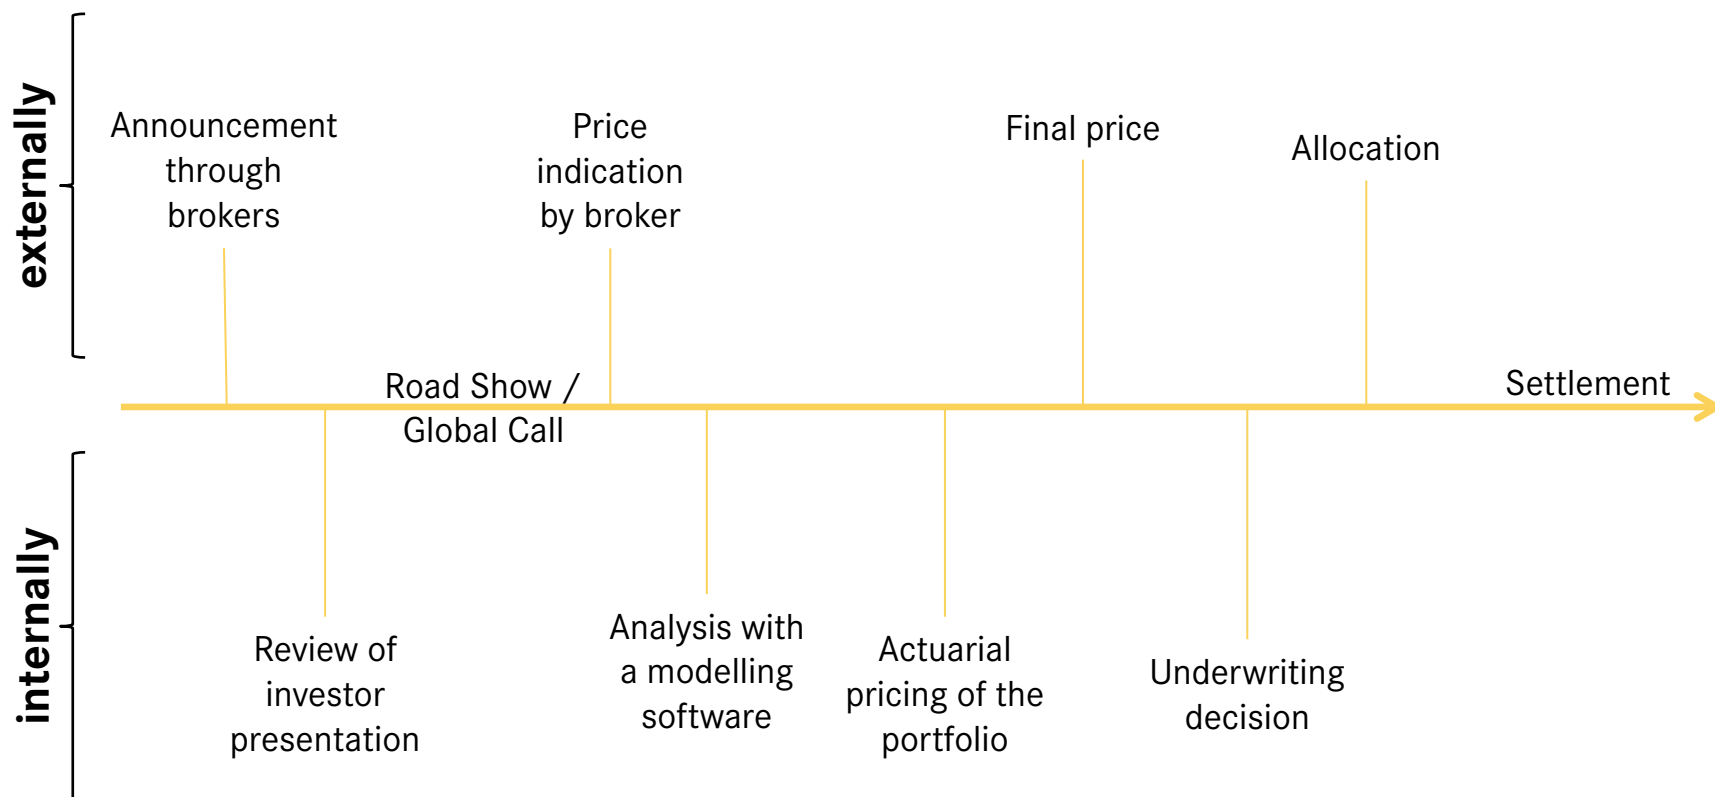 externally
Announcement
through
brokers
Price
indication
by broker
Final price
Allocation
Road Show /
Global Call
Settlement
internally
Review of
investor
presentation
Analysis with
a modelling
software
Actuarial
pricing of the
portfolio
Underwriting
decision